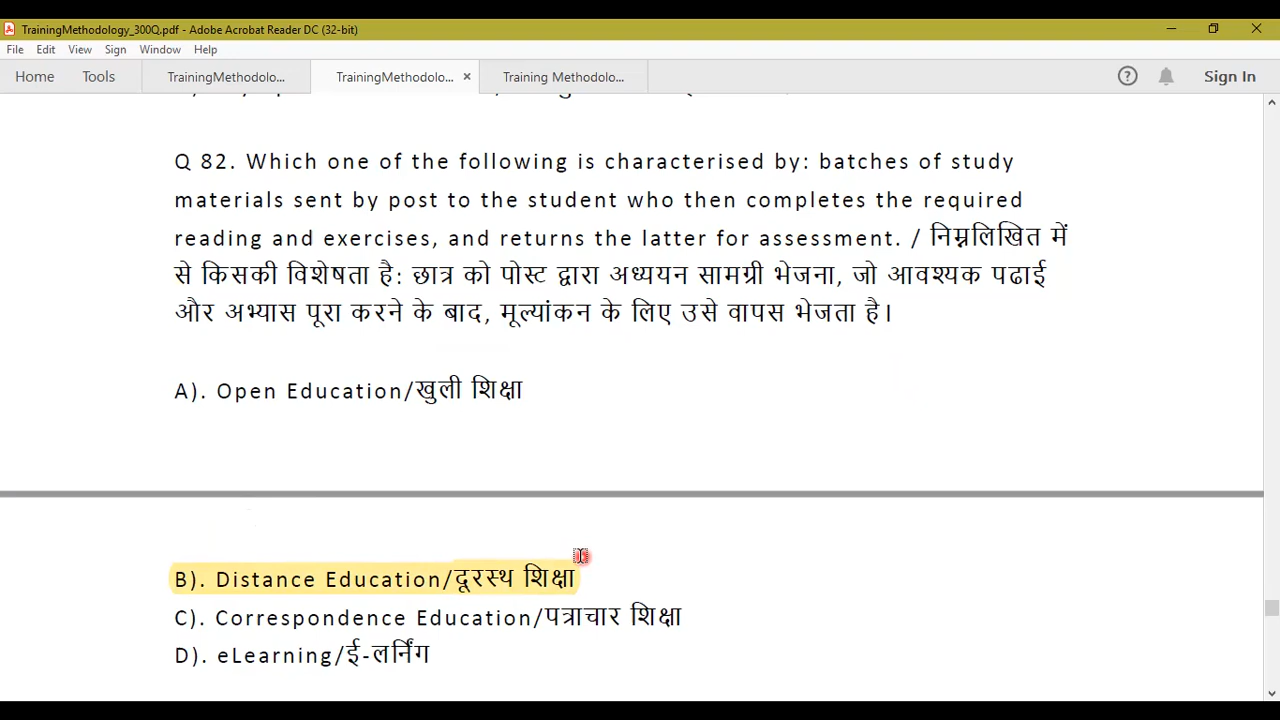 TrainingMethodology_300Q.pdf - Adobe Acrobat Reader DC (32-bit)
File Edit View Sign Window Help
Home Tools TrainingMethodolo... TrainingMethodolo... × Training Methodolo... Sign In
Q 82. Which one of the following is characterised by: batches of study
materials sent by post to the student who then completes the required
reading and exercises, and returns the latter for assessment. / निम्नलिखित में
से किसकी विशेषता है: छात्र को पोस्ट द्वारा अध्ययन सामग्री भेजना, जो आवश्यक पढाई
और अभ्यास पूरा करने के बाद, मूल्यांकन के लिए उसे वापस भेजता है।
A). Open Education/खुली शिक्षा
B). Distance Education/दूरस्थ शिक्षा
C). Correspondence Education/पत्राचार शिक्षा
D). eLearning/ई-लर्निंग